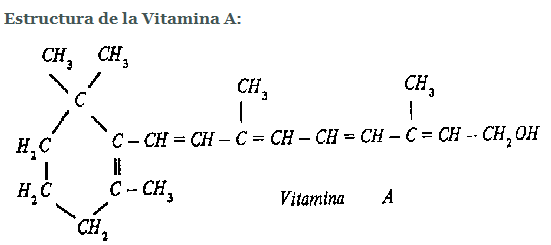 Estructura de la Vitamina A:
CH3 CH3
CH3 CH3
C
H2C C – CH = CH – C = CH – CH = CH – C = CH – CH2OH
H2C C – CH3
CH2
Vitamina A